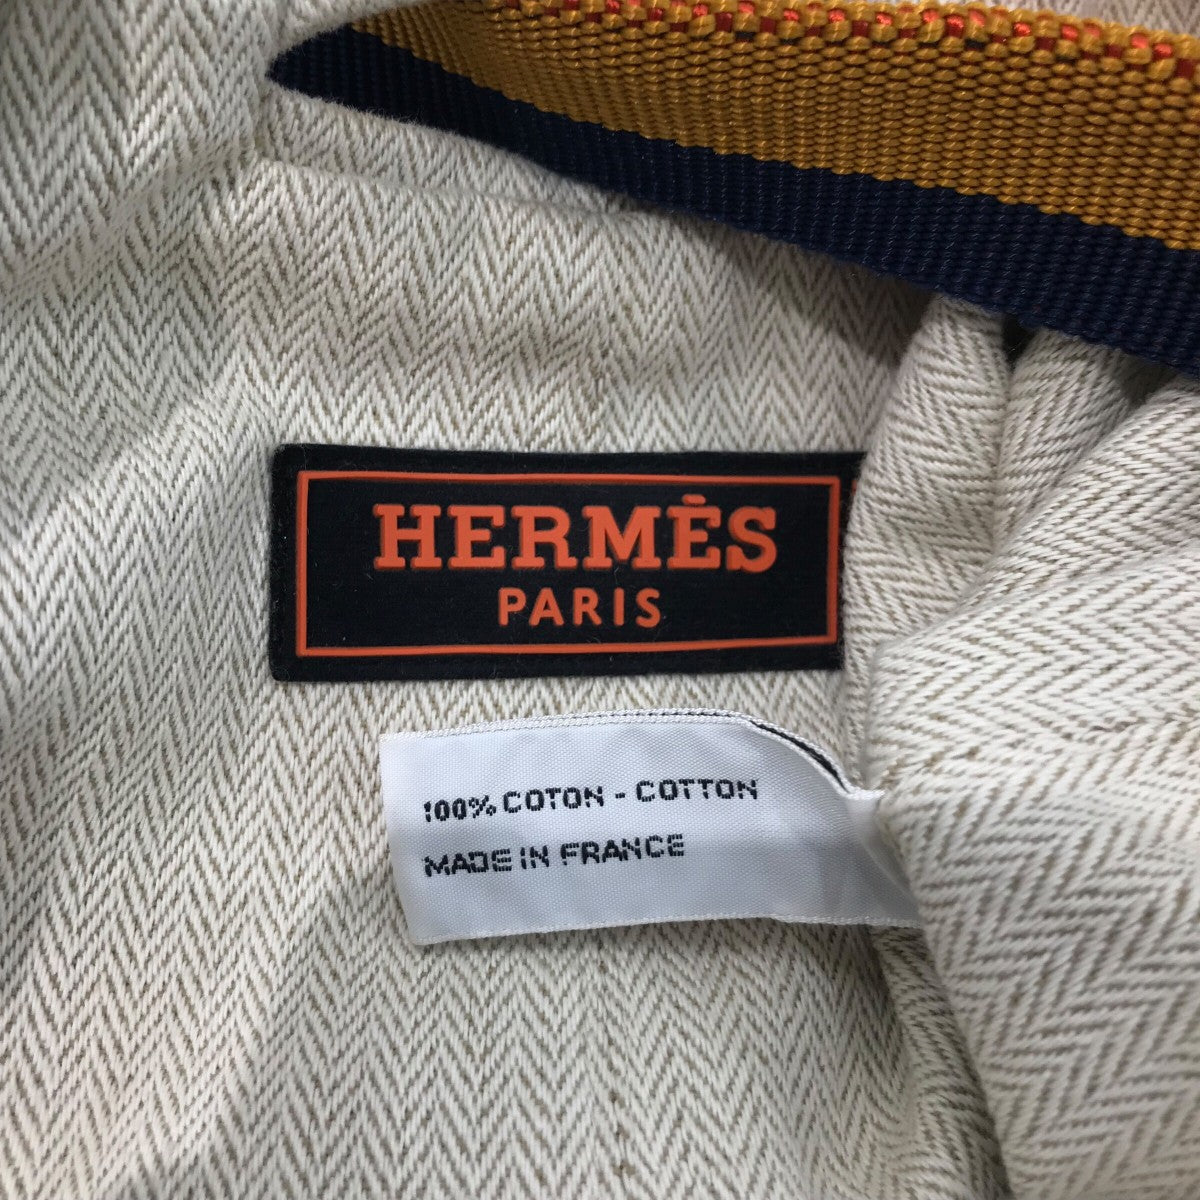 HERMÈS
PARIS
100% COTON - COTTON
MADE IN FRANCE